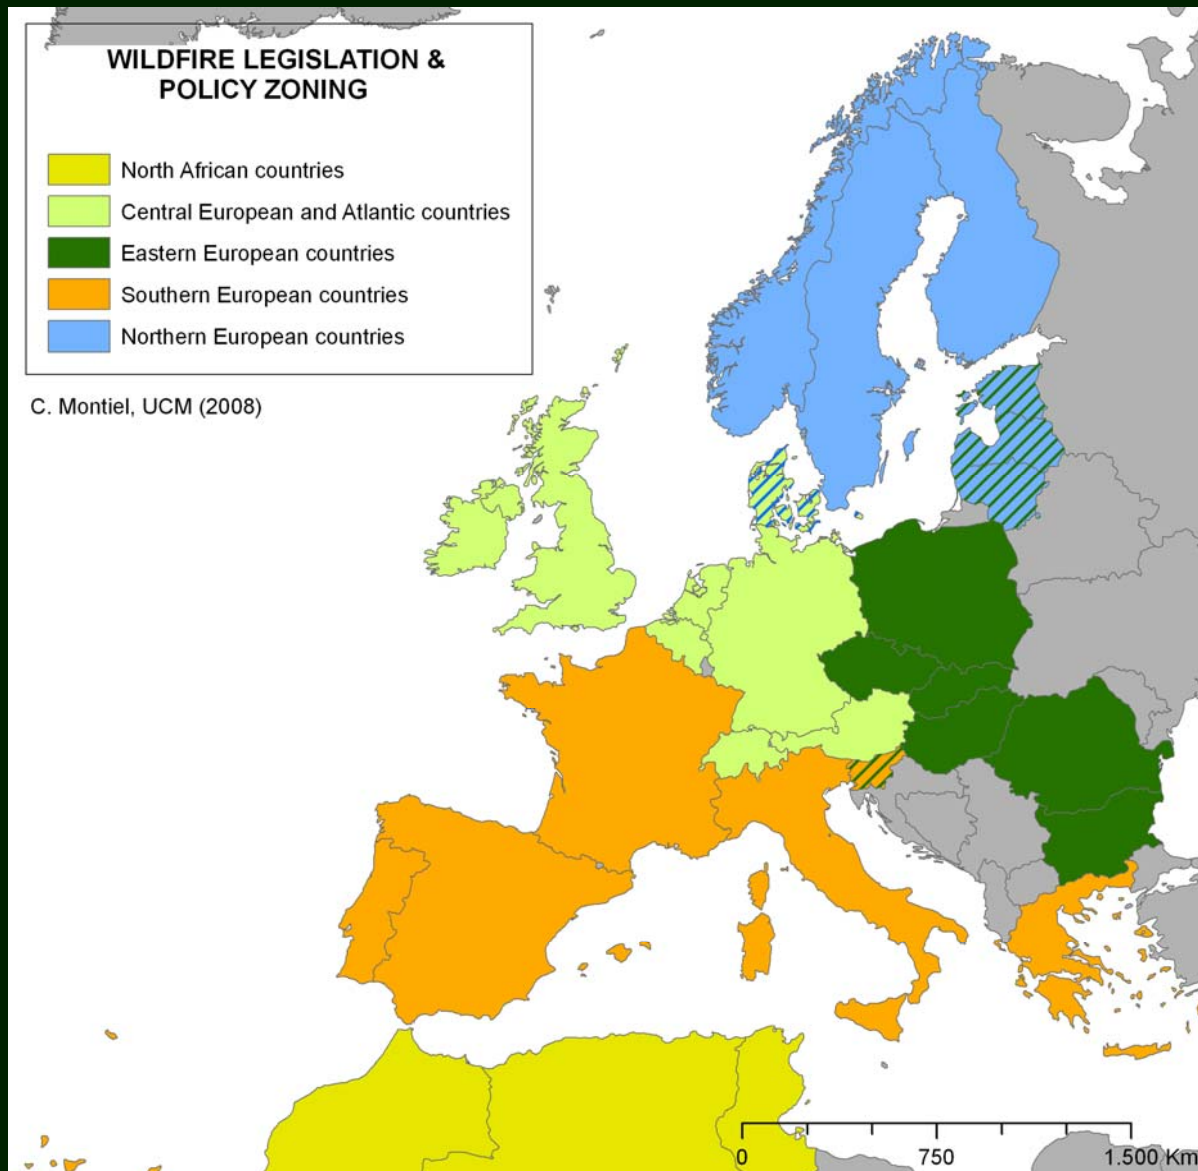 WILDFIRE LEGISLATION &
POLICY ZONING
North African countries
Central European and Atlantic countries
Eastern European countries
Southern European countries
Northern European countries
C. Montiel, UCM (2008)
0 750 1.500 Km